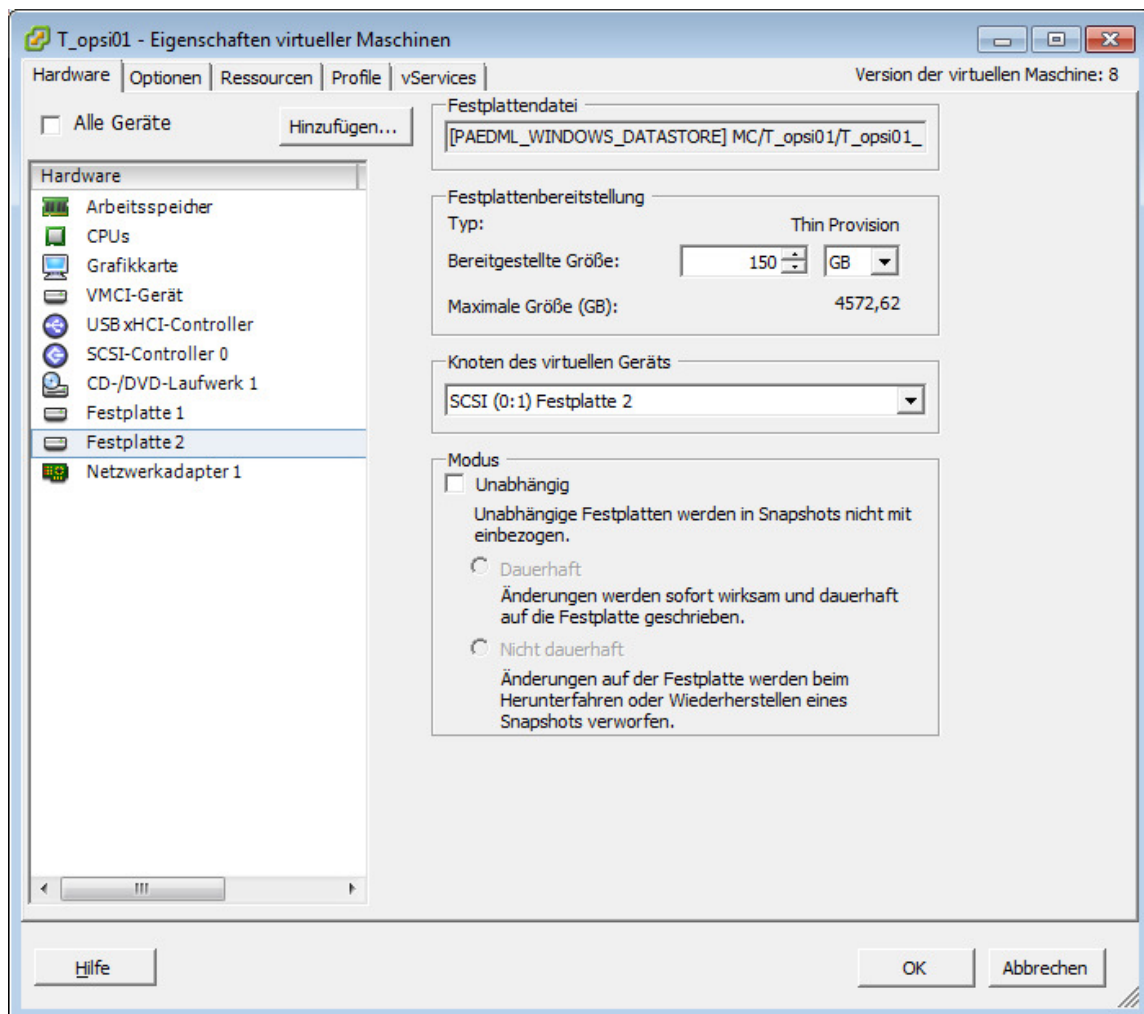 T_opsi01 - Eigenschaften virtueller Maschinen
Hardware Optionen Ressourcen Profile vServices
Version der virtuellen Maschine: 8
Alle Geräte
Hinzufügen...
Hardware
Arbeitsspeicher
CPUs
Grafikkarte
VMCI-Gerät
USB xHCI-Controller
SCSI-Controller 0
CD-/DVD-Laufwerk 1
Festplatte 1
Festplatte 2
Netzwerkadapter 1
Festplattendatei
[PAEDML_WINDOWS_DATASTORE] MC/T_opsi01/T_opsi01_
Festplattenbereitstellung
Typ: Thin Provision
Bereitgestellte Größe: 150 GB
Maximale Größe (GB): 4572,62
Knoten des virtuellen Geräts
SCSI (0:1) Festplatte 2
Modus
Unabhängig
Unabhängige Festplatten werden in Snapshots nicht mit
einbezogen.
Dauerhaft
Änderungen werden sofort wirksam und dauerhaft
auf die Festplatte geschrieben.
Nicht dauerhaft
Änderungen auf der Festplatte werden beim
Herunterfahren oder Wiederherstellen eines
Snapshots verworfen.
Hilfe
OK
Abbrechen